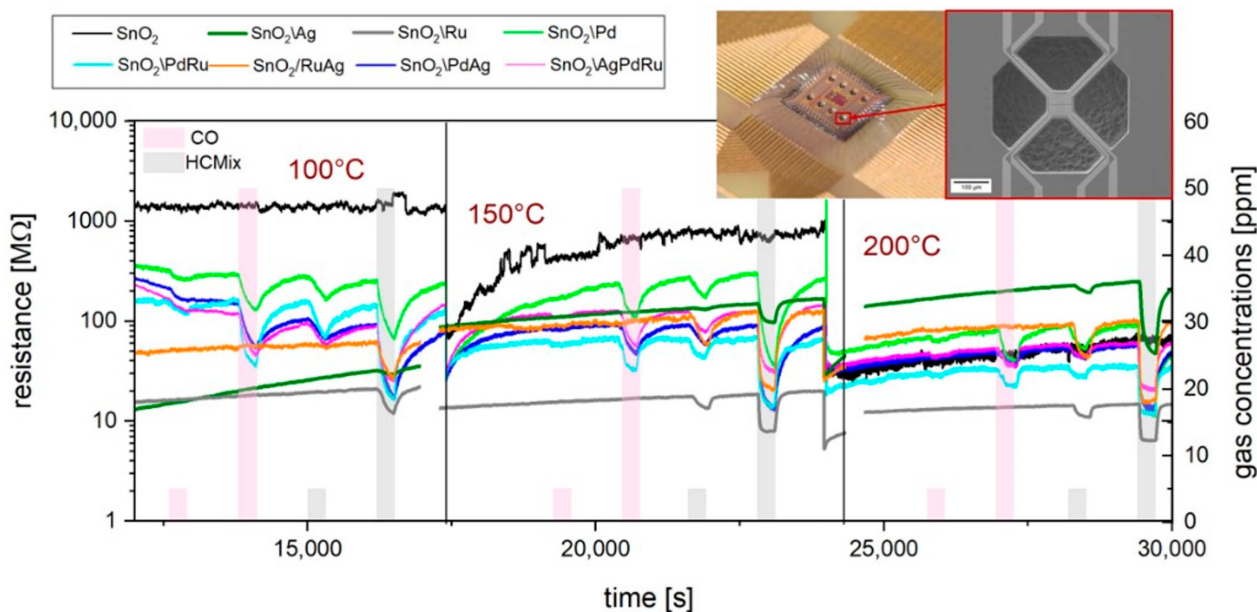 SnO₂ SnO₂\Ag SnO₂\Ru SnO₂\Pd
SnO₂\PdRu SnO₂/RuAg SnO₂\PdAg SnO₂\AgPdRu
100 µm
10,000
1000
100
10
1
resistance [MΩ]
CO
HCMix
100°C
150°C
200°C
60
50
40
30
20
10
0
gas concentrations [ppm]
15,000 20,000 25,000 30,000
time [s]